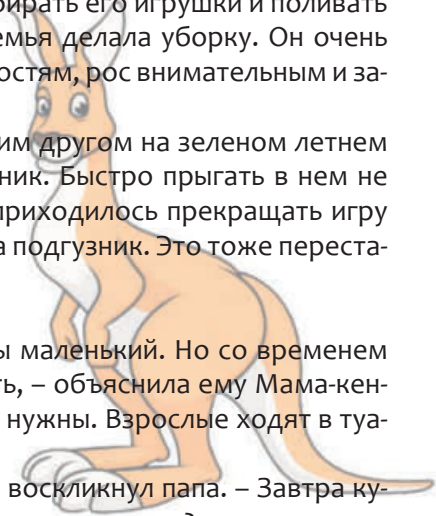 бирать его игрушки и поливать
емья делала уборку. Он очень
остям, рос внимательным и за-
им другом на зеленом летнем
ник. Быстро прыгать в нем не
приходилось прекращать игру
а подгузник. Это тоже переста-
ы маленький. Но со временем
ть, – объяснила ему Мама-кен-
нужны. Взрослые ходят в туа-
воскликнул папа. – Завтра ку-